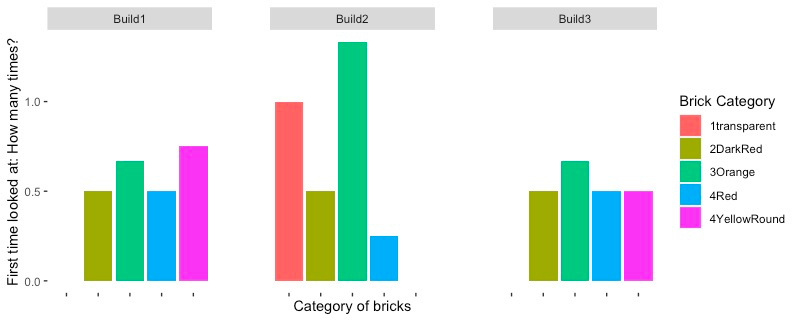 Build1 Build2 Build3
First time looked at: How many times?
1.0
0.5
0.0
Category of bricks
Brick Category
1transparent
2DarkRed
3Orange
4Red
4YellowRound